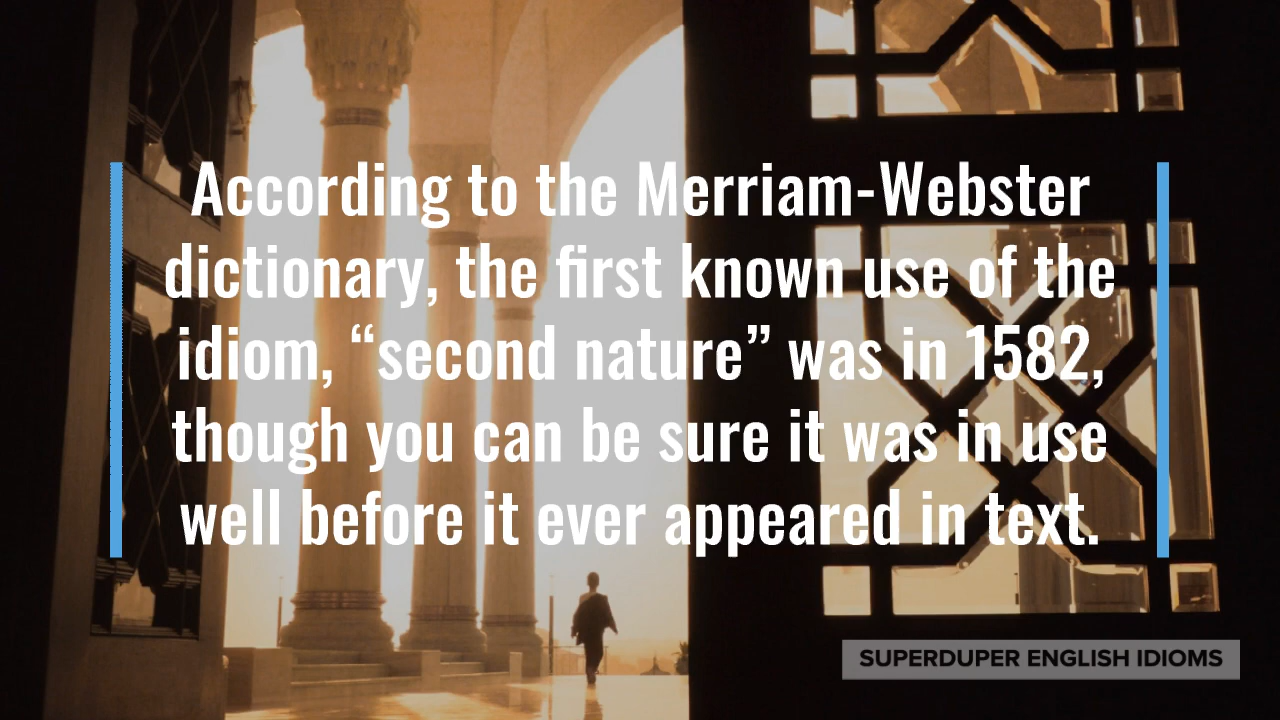 According to the Merriam-Webster
dictionary, the first known use of the
idiom, “second nature” was in 1582,
though you can be sure it was in use
well before it ever appeared in text.
SUPERDUPER ENGLISH IDIOMS